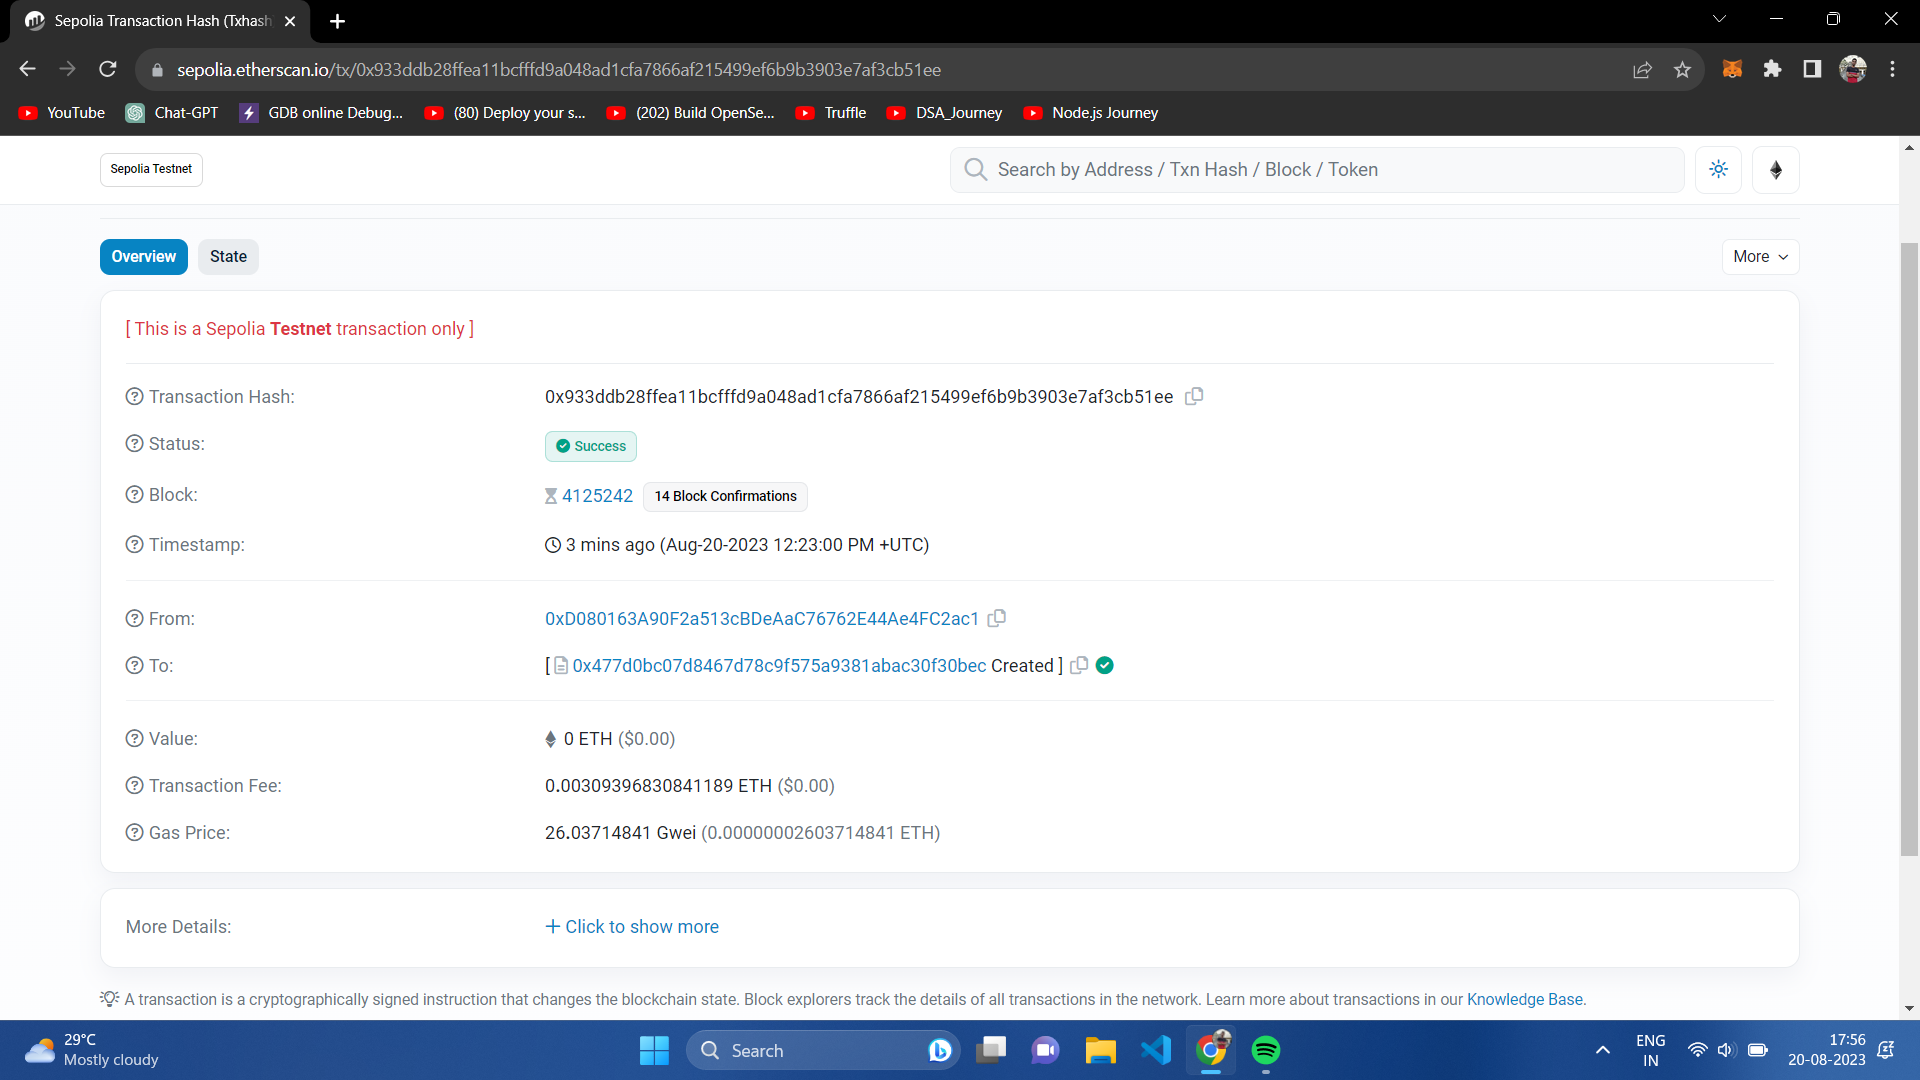 Sepolia Transaction Hash (Txhash
sepolia.etherscan.io/tx/0x933ddb28ffea11bcfffd9a048ad1cfa7866af215499ef6b9b3903e7af3cb51ee
YouTube Chat-GPT GDB online Debug... (80) Deploy your s... (202) Build OpenSe... Truffle DSA_Journey Node.js Journey
Sepolia Testnet Search by Address / Txn Hash / Block / Token
Overview State More
[ This is a Sepolia Testnet transaction only ]
Transaction Hash: 0x933ddb28ffea11bcfffd9a048ad1cfa7866af215499ef6b9b3903e7af3cb51ee
Status: Success
Block: 4125242 14 Block Confirmations
Timestamp: 3 mins ago (Aug-20-2023 12:23:00 PM +UTC)
From: 0xD080163A90F2a513cBDeAaC76762E44Ae4FC2ac1
To: [ 0x477d0bc07d8467d78c9f575a9381abac30f30bec Created ]
Value: 0 ETH ($0.00)
Transaction Fee: 0.00309396830841189 ETH ($0.00)
Gas Price: 26.03714841 Gwei (0.00000002603714841 ETH)
More Details: + Click to show more
A transaction is a cryptographically signed instruction that changes the blockchain state. Block explorers track the details of all transactions in the network. Learn more about transactions in our Knowledge Base.
29°C
Mostly cloudy
Search
ENG
IN
17:56
20-08-2023